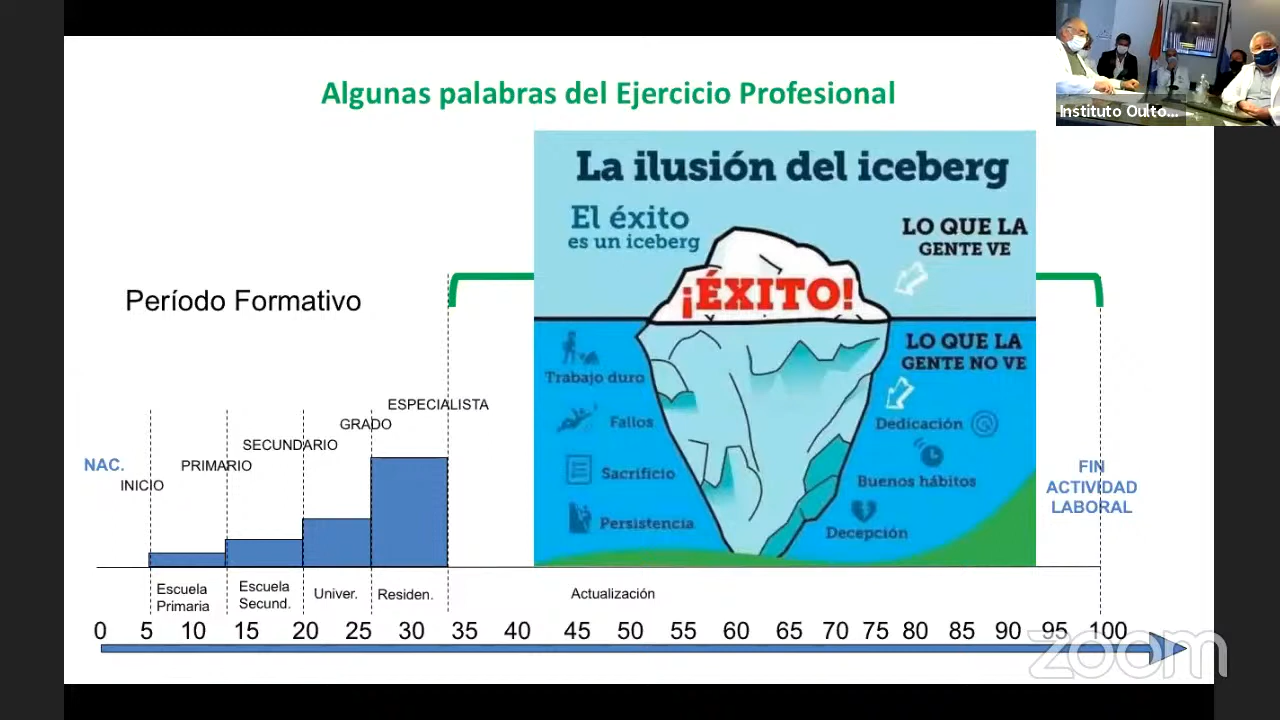 Algunas palabras del Ejercicio Profesional
Instituto Oulto...
La ilusión del iceberg
El éxito
es un iceberg
LO QUE LA
GENTE VE
¡ÉXITO!
LO QUE LA
GENTE NO VE
Trabajo duro
Fallos
Sacrificio
Persistencia
Dedicación
Buenos hábitos
Decepción
Período Formativo
ESPECIALISTA
GRADO
SECUNDARIO
PRIMARIO
NAC.
INICIO
FIN
ACTIVIDAD
LABORAL
Escuela
Primaria
Escuela
Secund.
Univer.
Residen.
Actualización
0 5 10 15 20 25 30 35 40 45 50 55 60 65 70 75 80 85 90 95 100
zoom